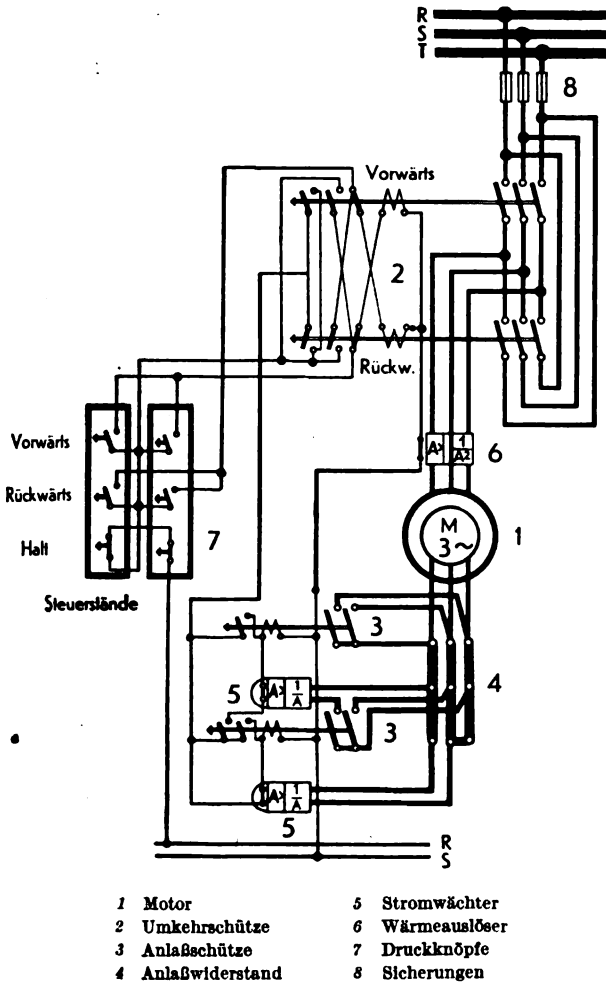 R
S
T
8
Vorwärts
2
Rückw.
Vorwärts
Rückwärts
Halt
7
Steuerstände
A> 1/A²
6
M
3~
1
3
4
5
A> 1/A
3
A> 1/A
5
R
S
1 Motor
2 Umkehrschütze
3 Anlaßschütze
4 Anlaßwiderstand
5 Stromwächter
6 Wärmeauslöser
7 Druckknöpfe
8 Sicherungen